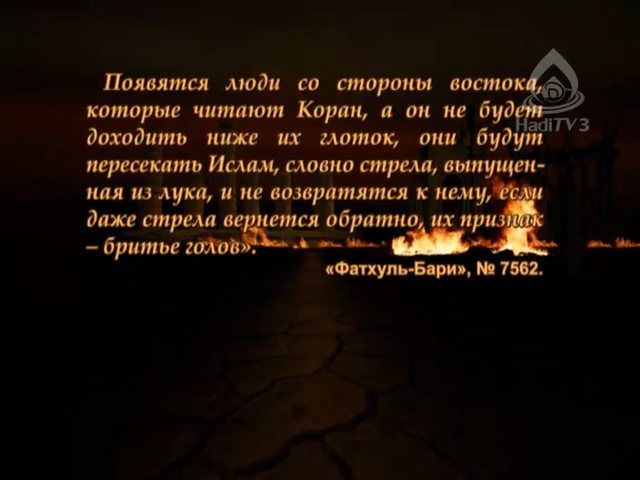 HadiTV3
Появятся люди со стороны востока,
которые читают Коран, а он не будет
доходить ниже их глоток, они будут
пересекать Ислам, словно стрела, выпущен-
ная из лука, и не возвратятся к нему, если
даже стрела вернется обратно, их признак
– бритье голов».
«Фатхуль-Бари», № 7562.